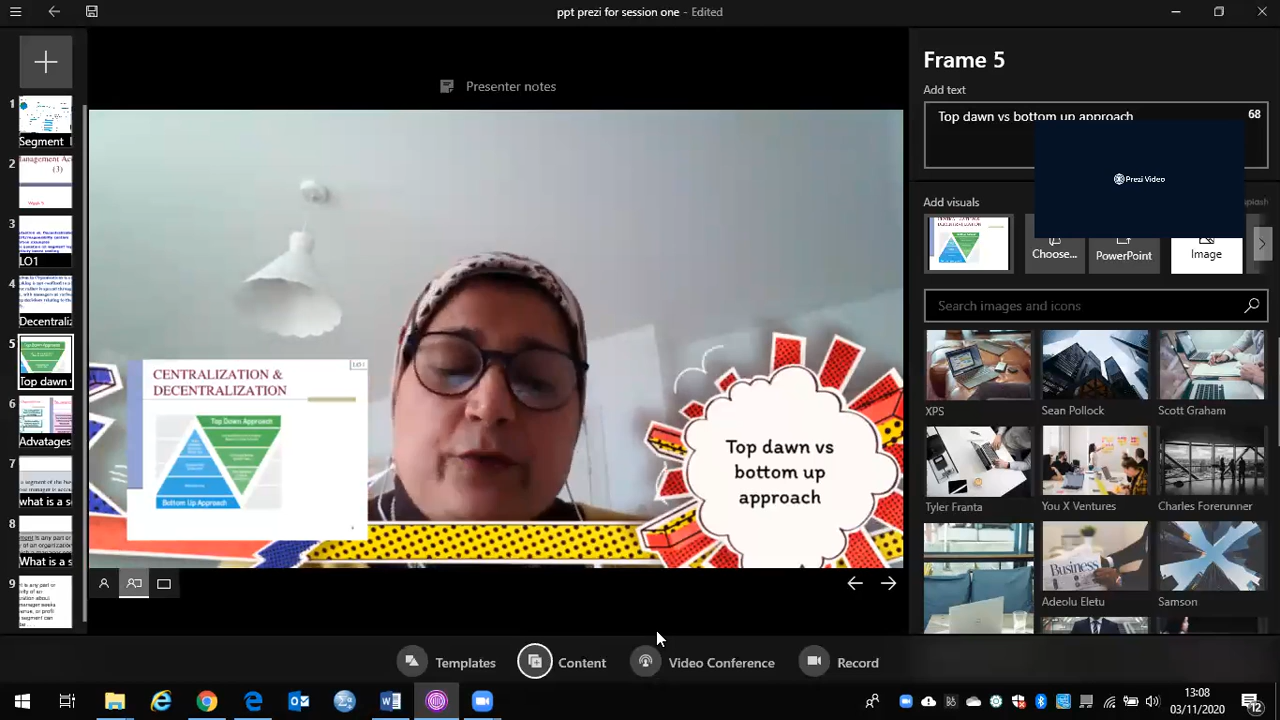 ppt prezi for session one - Edited
Presenter notes
Frame 5
Add text
Top dawn vs bottom up approach
68
Prezi Video
Add visuals
Choose...
PowerPoint
Image
Search images and icons
XPS
Sean Pollock
Tyler Franta
You X Ventures
Charles Forerunner
Adeolu Eletu
Business
Samson
1
Segment
2
(3)
3
LO1
4
Decentraliz
5
Top dawn
6
Advatages
7
what is a s
8
What is a s
9
CENTRALIZATION &
DECENTRALIZATION
Top Down Approach
Bottom Up Approach
Top dawn vs
bottom up
approach
Templates
Content
Video Conference
Record
13:08
03/11/2020
12